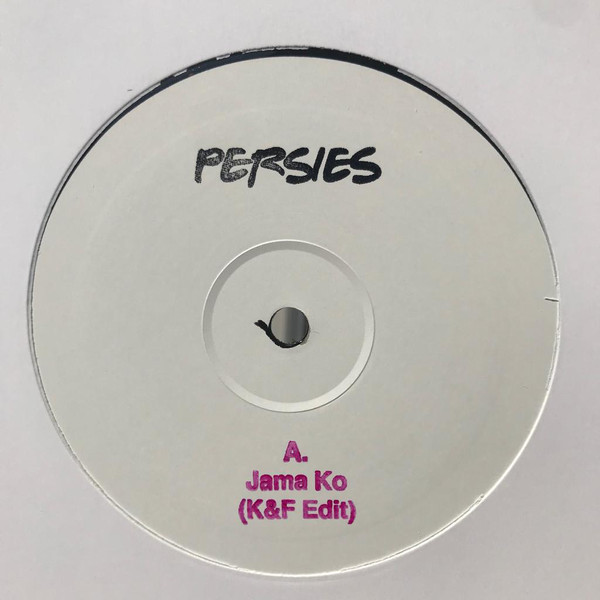 PERSIES
A.
Jama Ko
(K&F Edit)